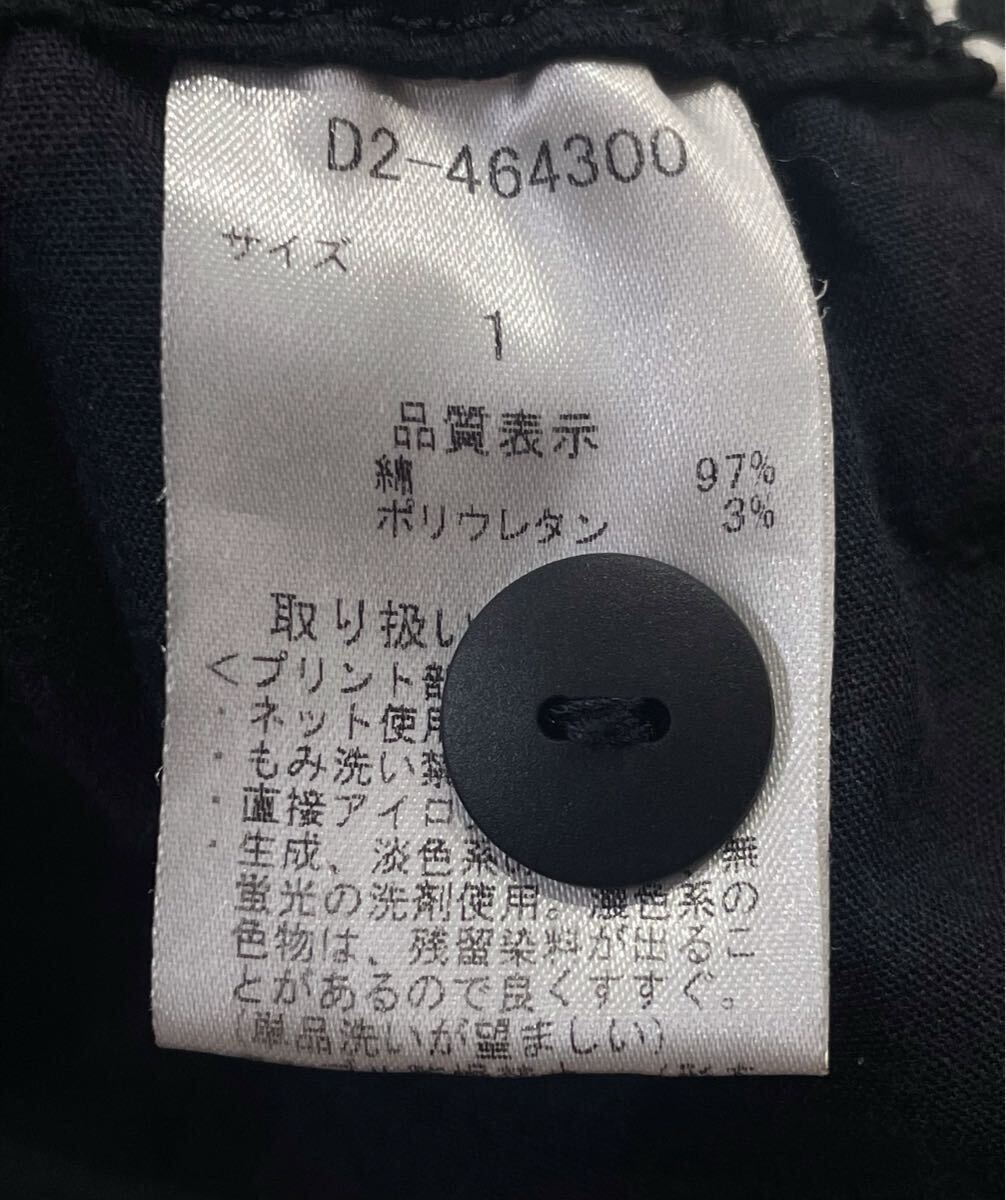 D2-464300
サイズ
1
品質表示
綿 97%
ポリウレタン 3%
取り扱い
<プリント部
・ネット使用
・もみ洗い禁
・直接アイロ
・生成、淡色系 無
蛍光の洗剤使用。濃色系の
色物は、残留染料が出るこ
とがあるので良くすすぐ。
(単品洗いが望ましい)